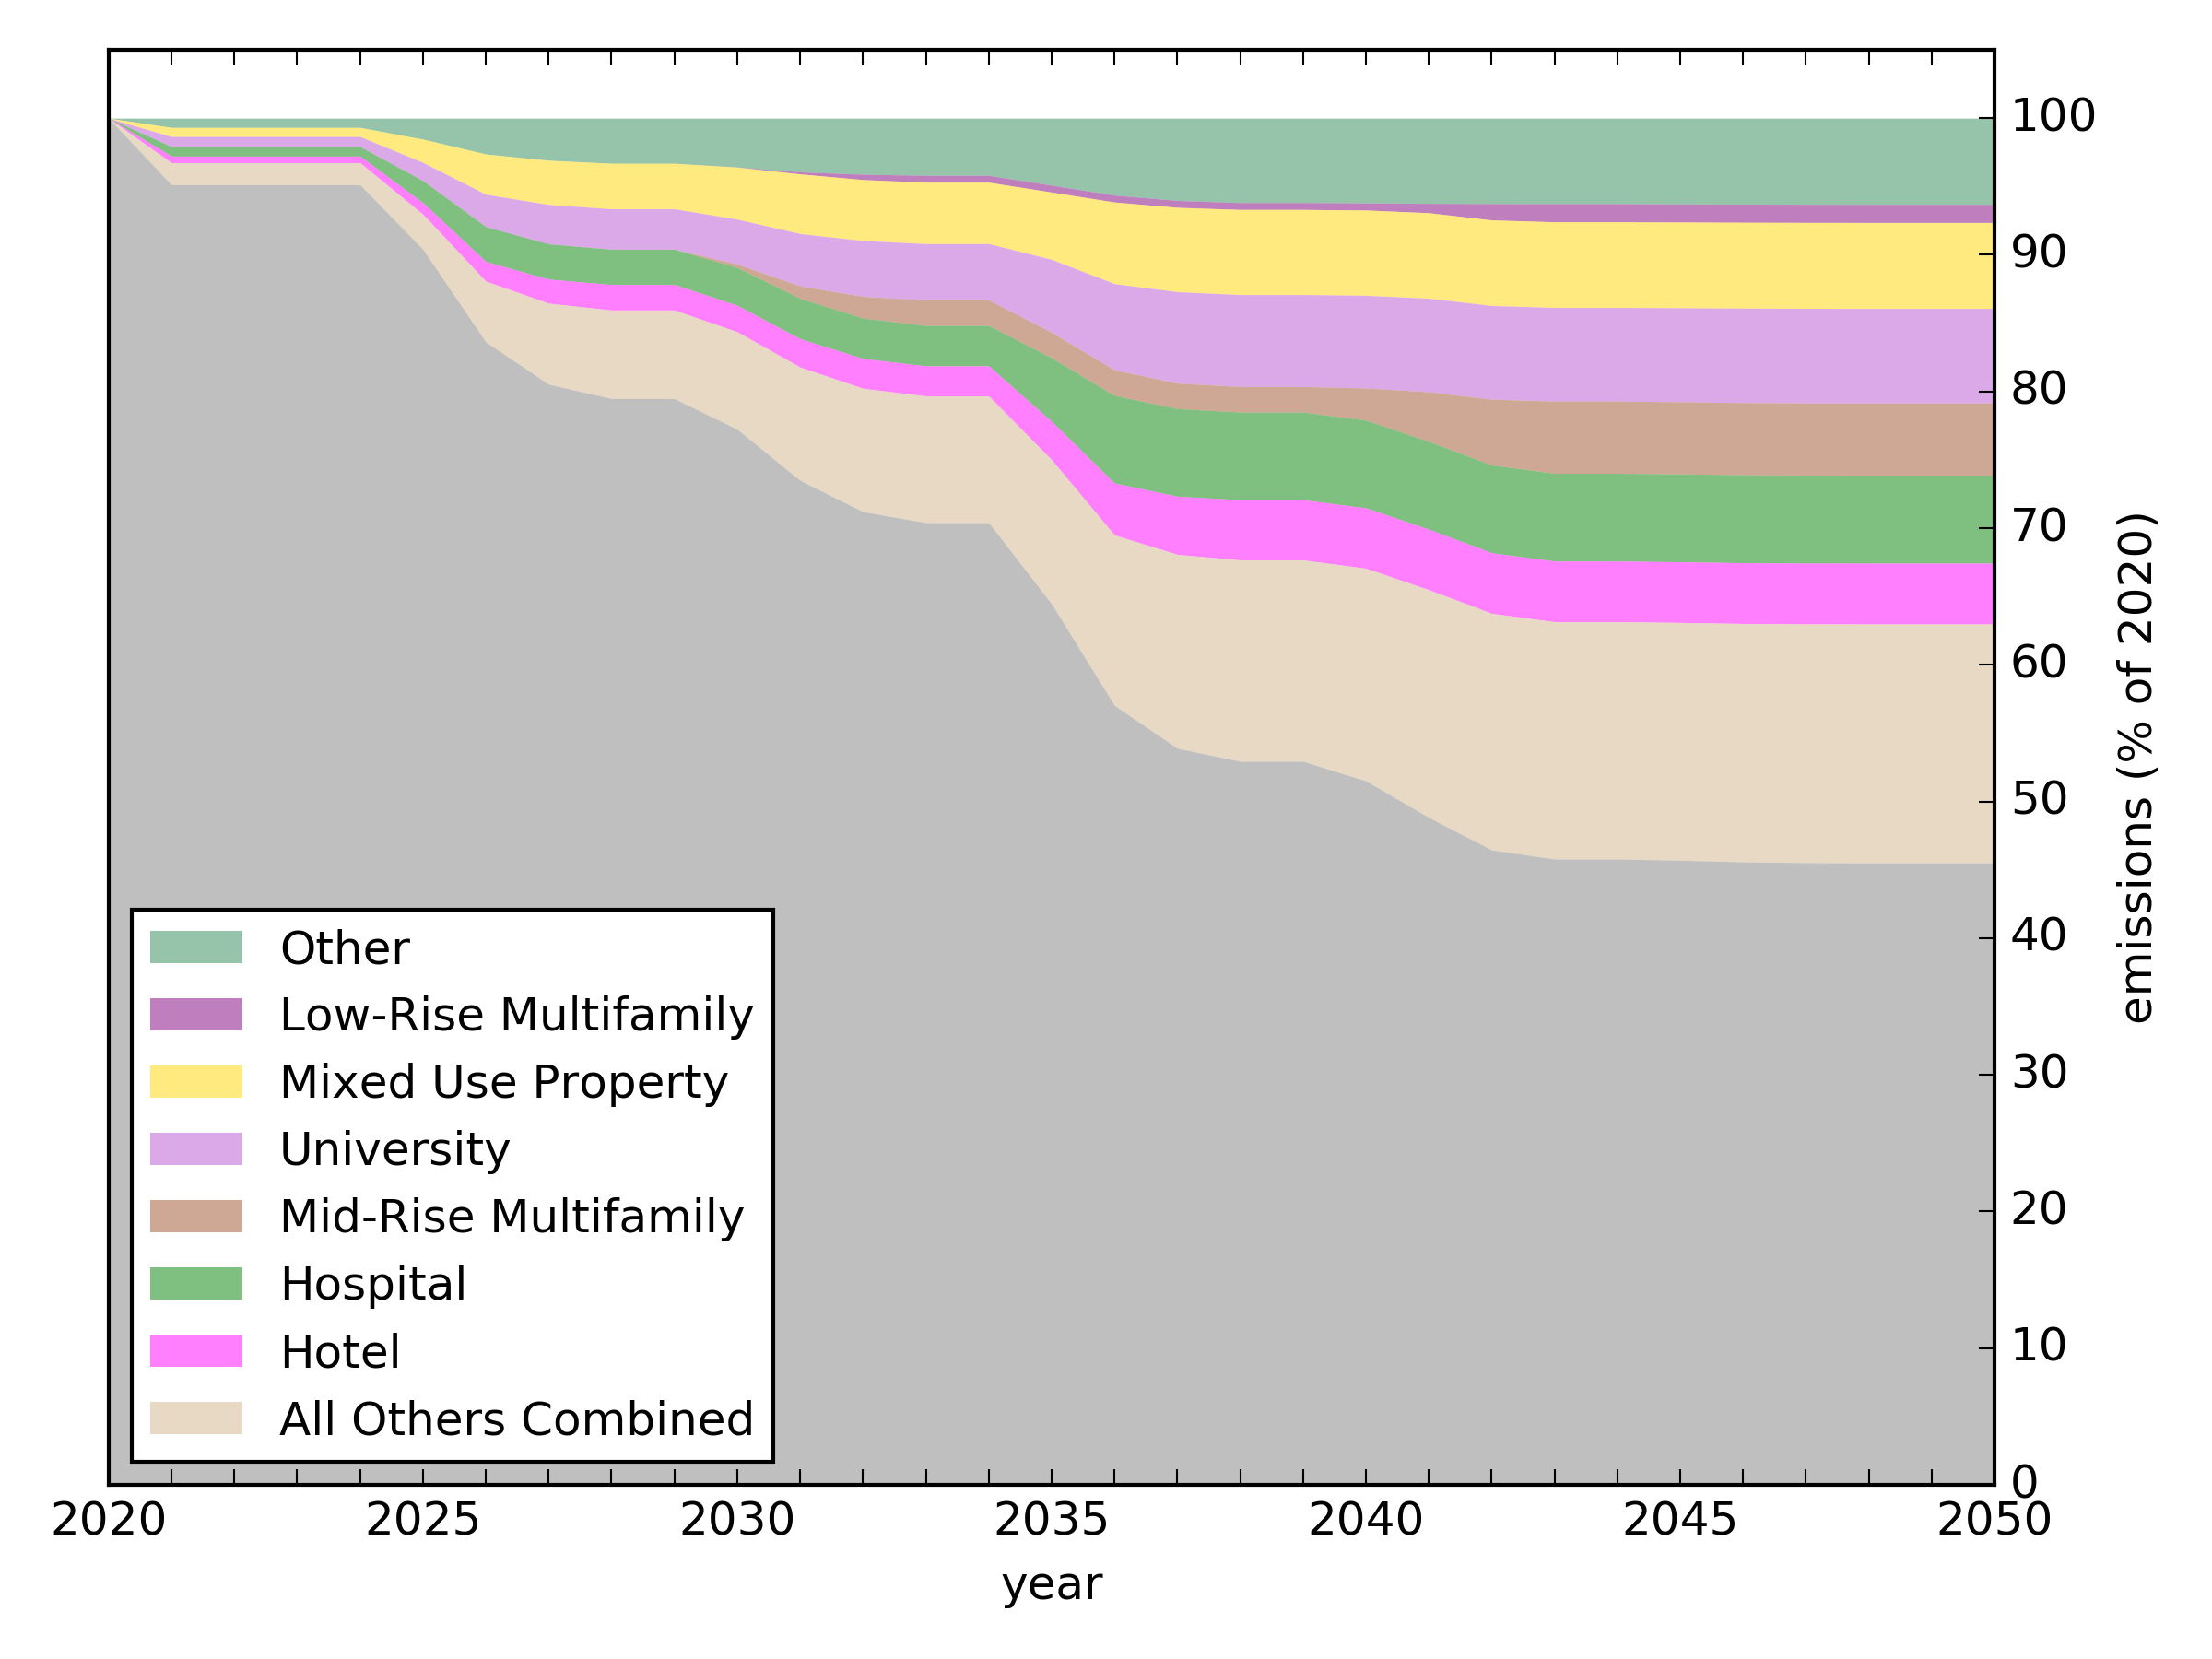 100
90
80
70
60
50
40
30
20
10
0
emissions (% of 2020)
Other
Low-Rise Multifamily
Mixed Use Property
University
Mid-Rise Multifamily
Hospital
Hotel
All Others Combined
2020 2025 2030 2035 2040 2045 2050
year